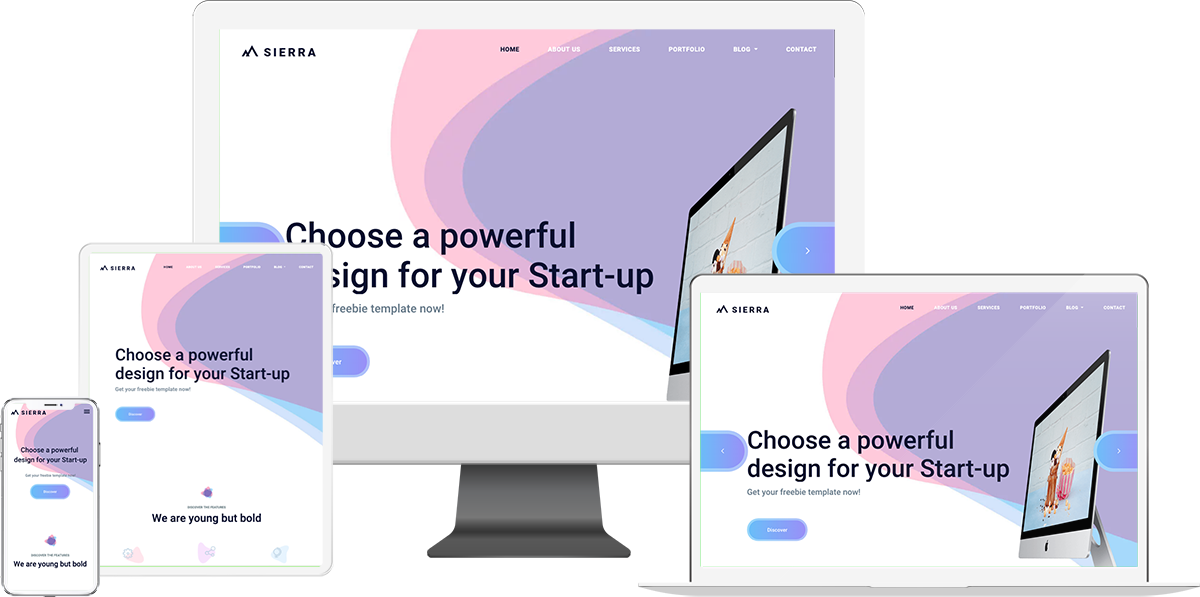 SIERRA
HOME ABOUT US SERVICES PORTFOLIO BLOG CONTACT
Choose a powerful
design for your Start-up
freebie template now!
SIERRA
HOME ABOUT US SERVICES PORTFOLIO BLOG CONTACT
Choose a powerful
design for your Start-up
Get your freebie template now!
Discover
DISCOVER THE FEATURES
We are young but bold
SIERRA
Choose a powerful
design for your Start-up
Get your freebie template now!
Discover
DISCOVER THE FEATURES
We are young but bold
SIERRA
HOME ABOUT US SERVICES PORTFOLIO BLOG CONTACT
Choose a powerful
design for your Start-up
Get your freebie template now!
Discover